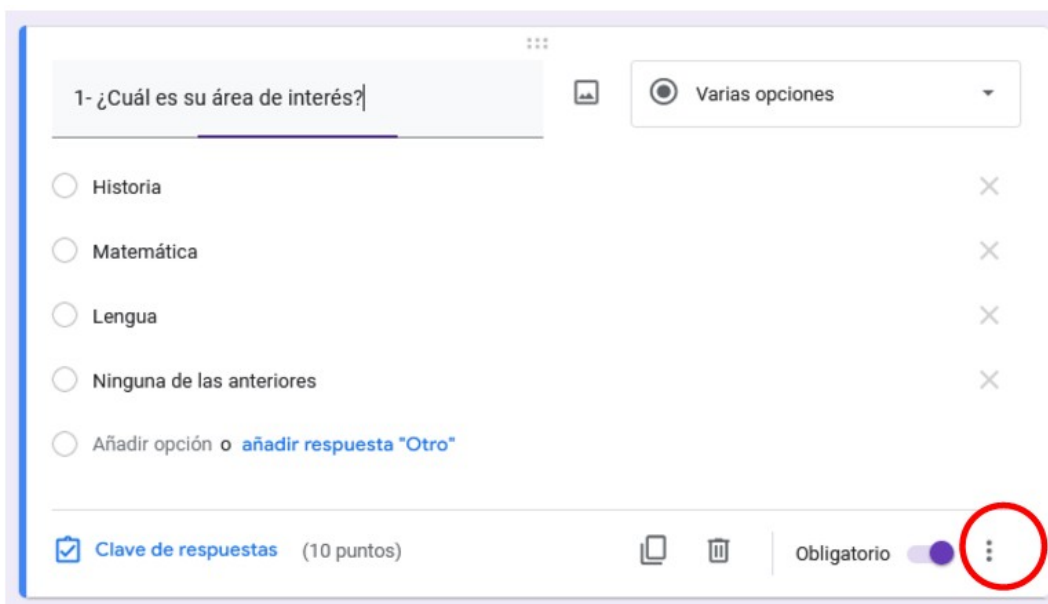 1- ¿Cuál es su área de interés?
Varias opciones
Historia
Matemática
Lengua
Ninguna de las anteriores
Añadir opción o añadir respuesta "Otro"
Clave de respuestas (10 puntos) Obligatorio